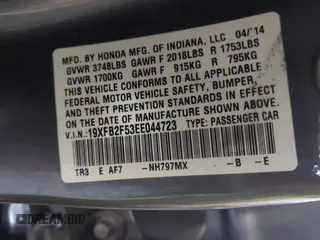 MFD. BY HONDA MFG. OF INDIANA, LLC 04/'14
GVWR 3748LBS GAWR F 2018LBS R 1753LBS
GVWR 1700KG GAWR F 915KG R 795KG
THIS VEHICLE CONFORMS TO ALL APPLICABLE
FEDERAL MOTOR VEHICLE SAFETY, BUMPER,
AND THEFT PREVENTION STANDARDS IN EFFECT
ON THE DATE OF MANUFACTURE SHOWN ABOVE.
V.I.N.:19XFB2F53EE044723 TYPE:PASSENGER CAR
TR3 E AF7 -NH797MX -B -E
DREAMBID